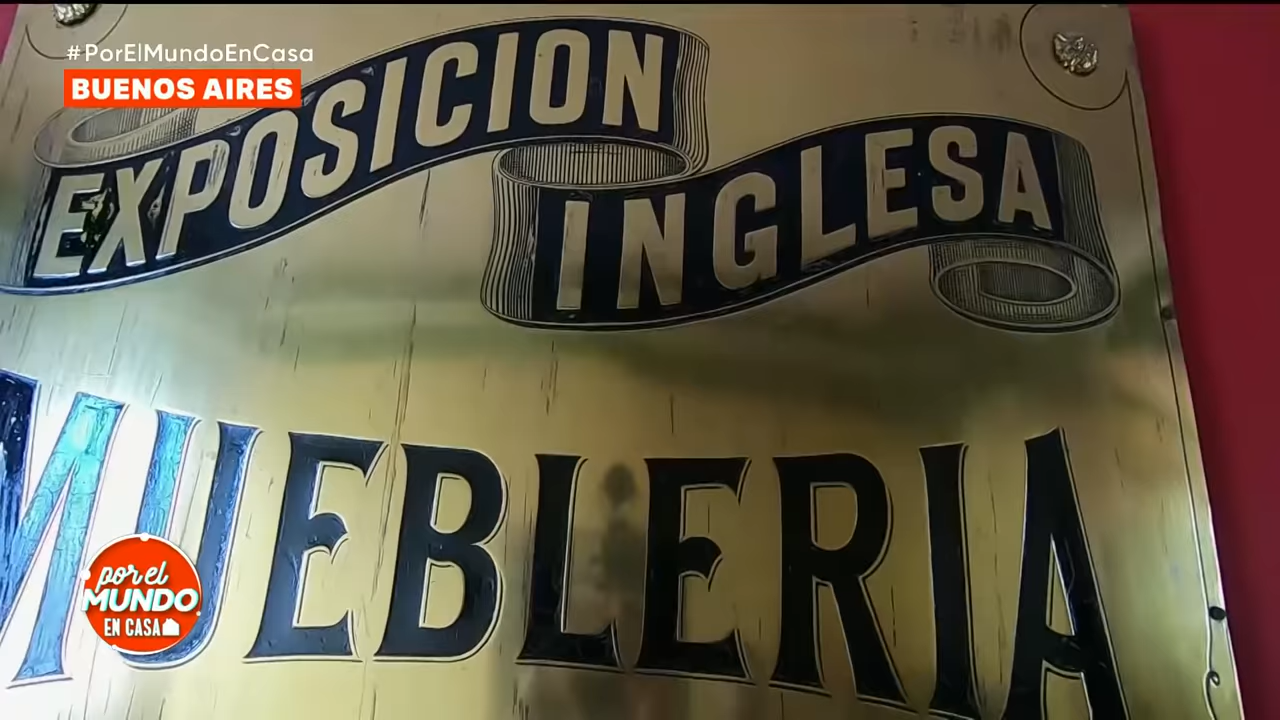 #PorElMundoEnCasa
BUENOS AIRES
EXPOSICION
INGLESA
MUEBLERIA
por el
MUNDO
EN CASA